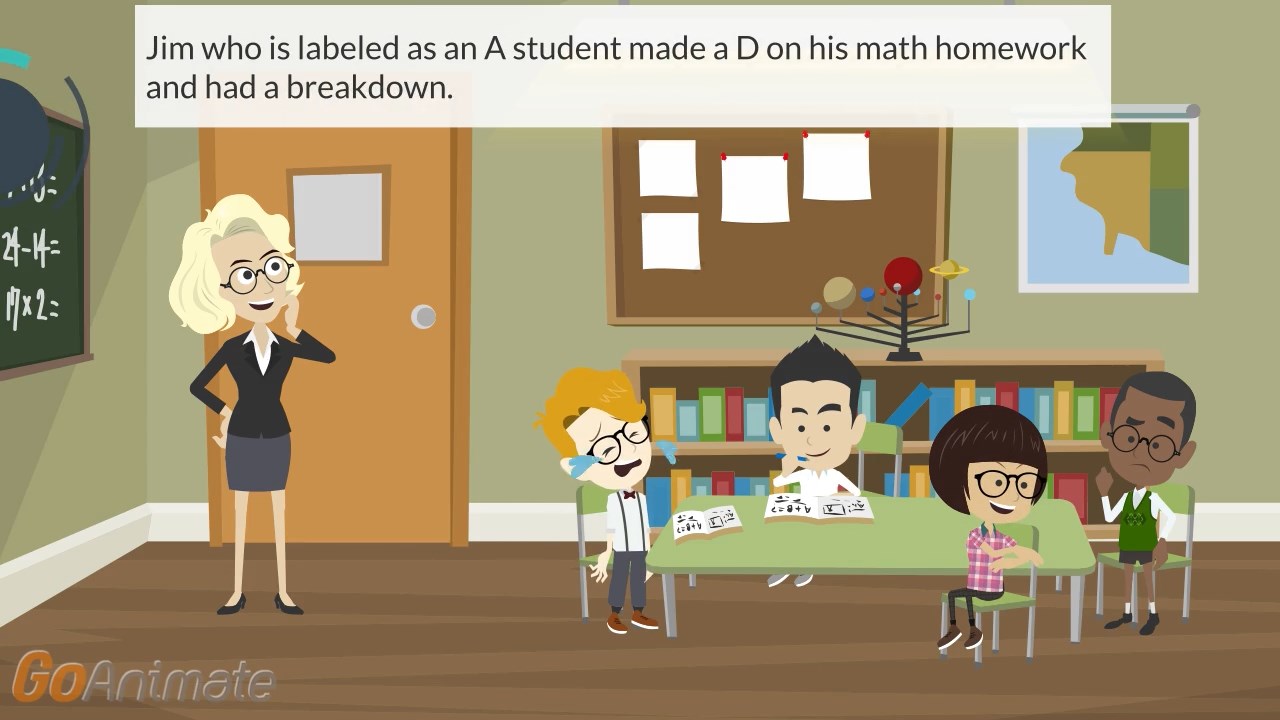 Jim who is labeled as an A student made a D on his math homework
and had a breakdown.
24-14=
17x2=
GoAnimate